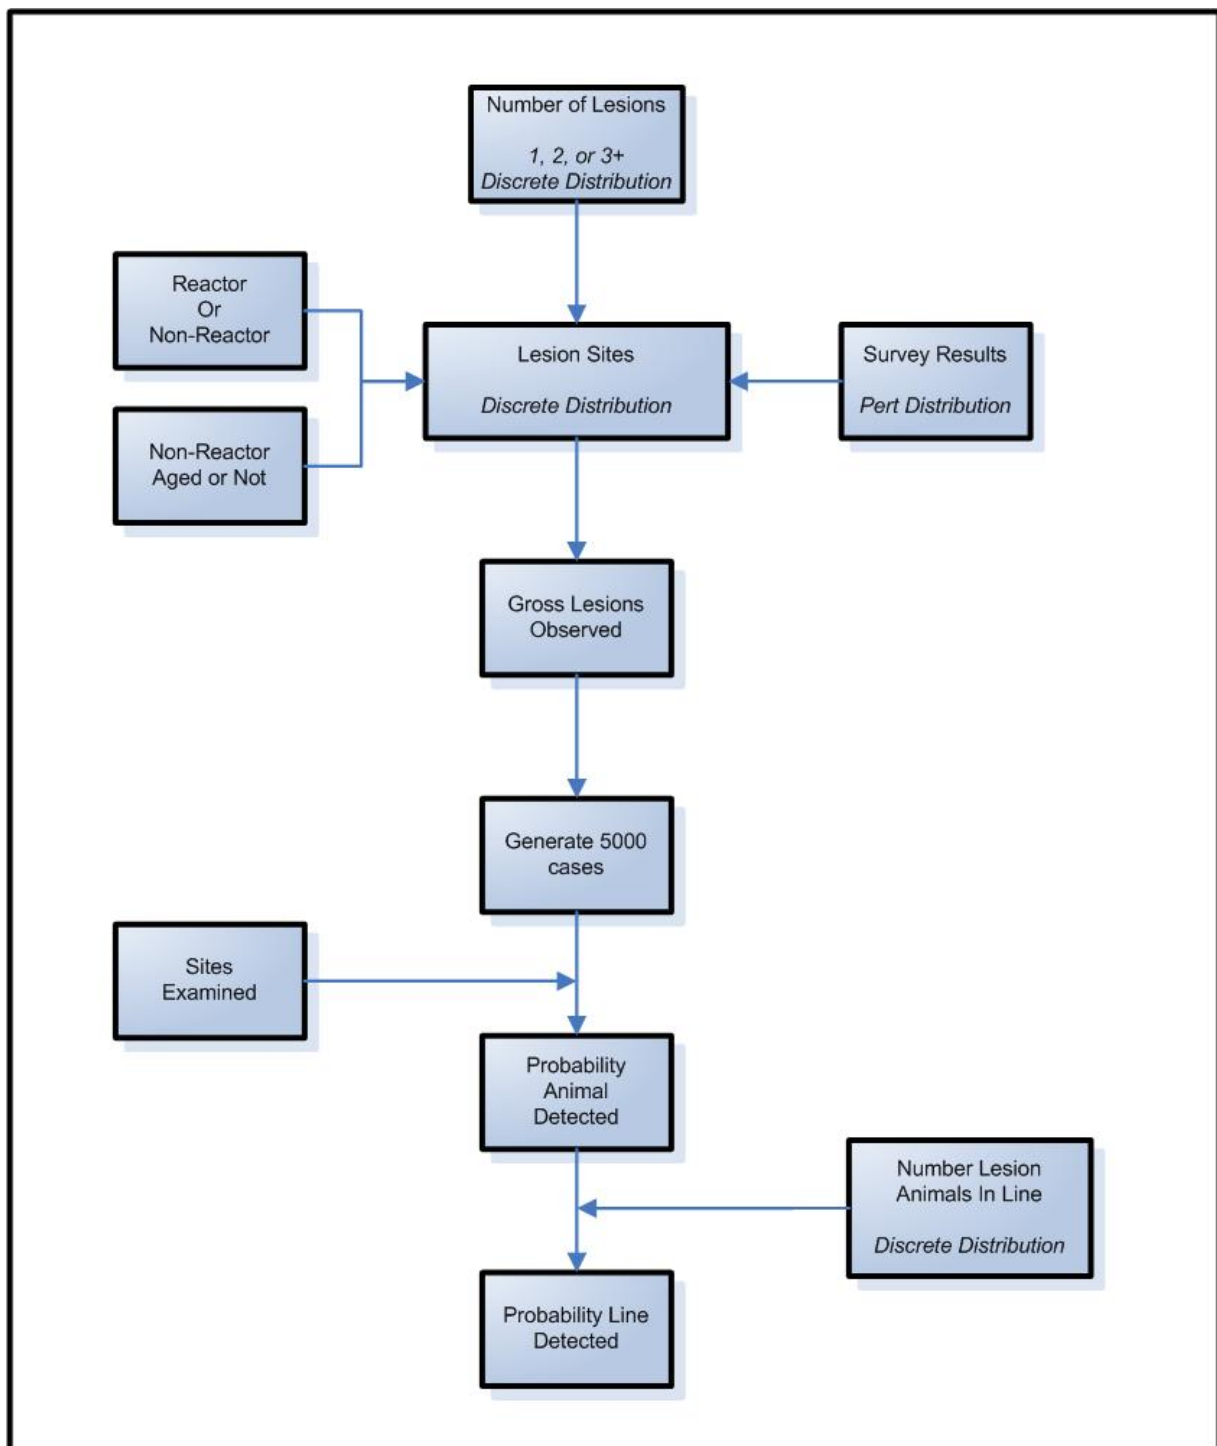 Number of Lesions
1, 2, or 3+
Discrete Distribution
Reactor
Or
Non-Reactor
Lesion Sites
Discrete Distribution
Survey Results
Pert Distribution
Non-Reactor
Aged or Not
Gross Lesions
Observed
Generate 5000
cases
Sites
Examined
Probability
Animal
Detected
Number Lesion
Animals In Line
Discrete Distribution
Probability Line
Detected